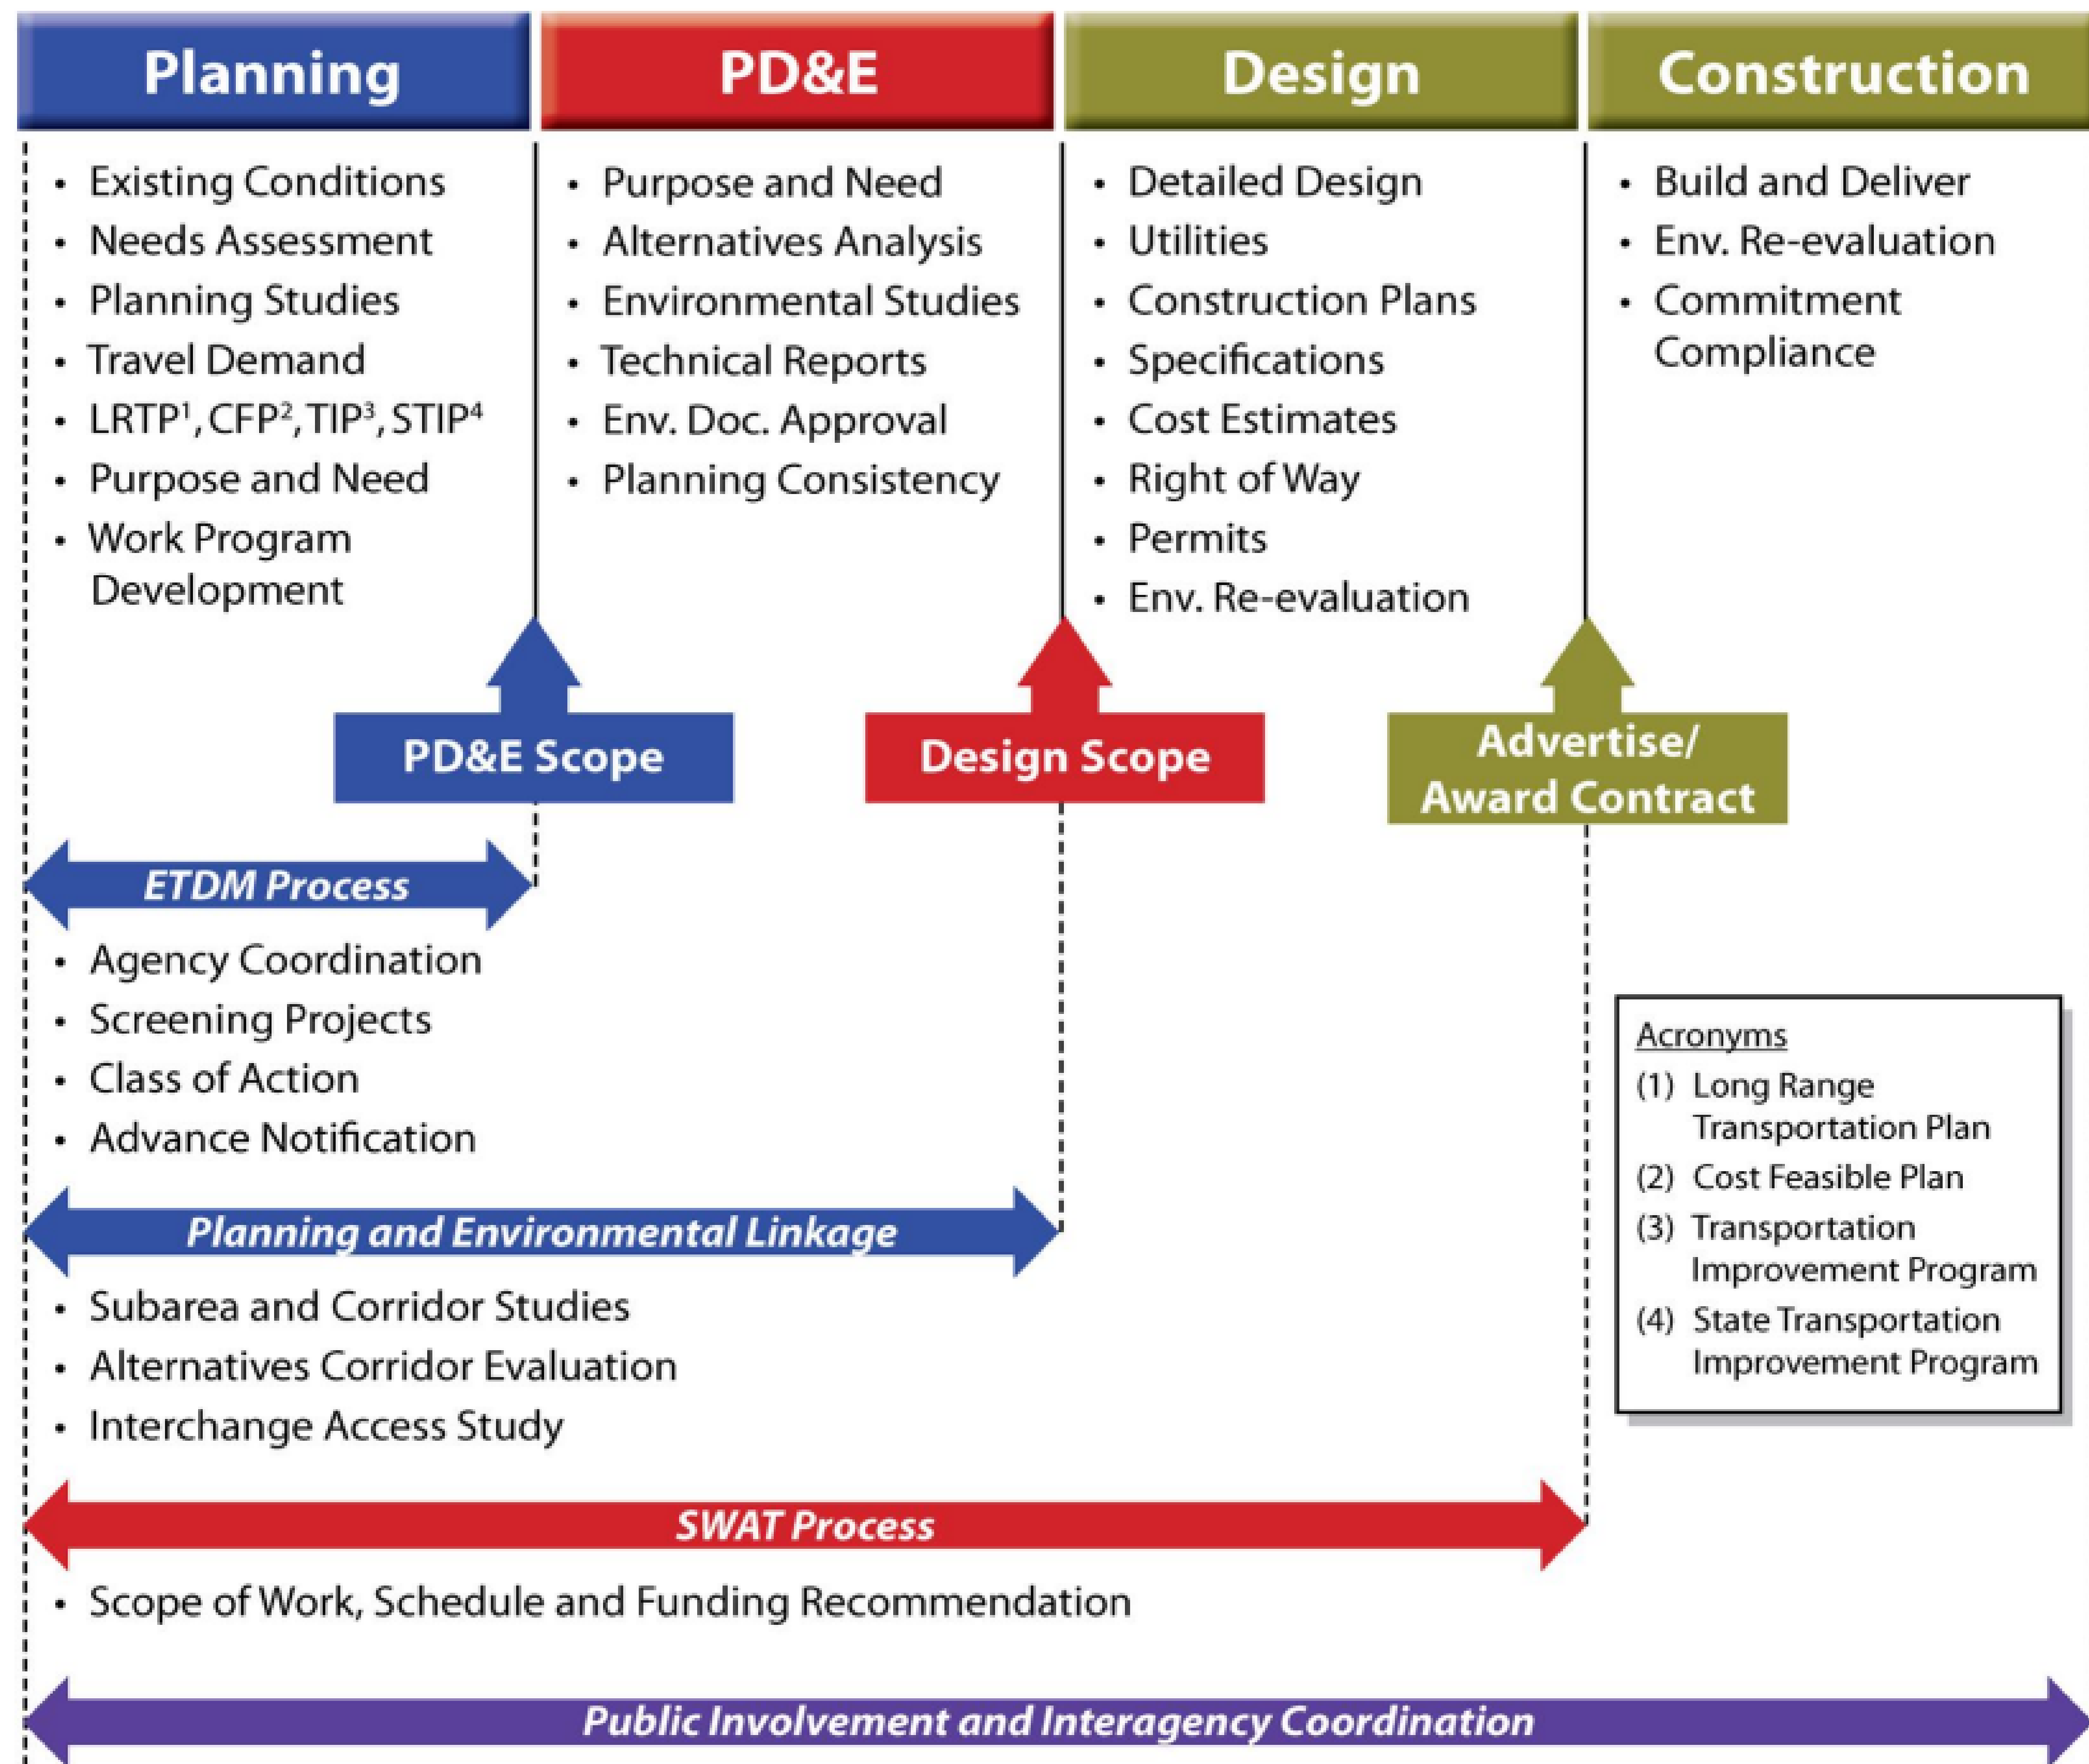 Planning
PD&E
Design
Construction
• Existing Conditions
• Needs Assessment
• Planning Studies
• Travel Demand
• LRTP¹, CFP², TIP³, STIP⁴
• Purpose and Need
• Work Program
Development
• Purpose and Need
• Alternatives Analysis
• Environmental Studies
• Technical Reports
• Env. Doc. Approval
• Planning Consistency
• Detailed Design
• Utilities
• Construction Plans
• Specifications
• Cost Estimates
• Right of Way
• Permits
• Env. Re-evaluation
• Build and Deliver
• Env. Re-evaluation
• Commitment
Compliance
PD&E Scope
Design Scope
Advertise/
Award Contract
ETDM Process
• Agency Coordination
• Screening Projects
• Class of Action
• Advance Notification
Planning and Environmental Linkage
• Subarea and Corridor Studies
• Alternatives Corridor Evaluation
• Interchange Access Study
Acronyms
(1) Long Range
Transportation Plan
(2) Cost Feasible Plan
(3) Transportation
Improvement Program
(4) State Transportation
Improvement Program
SWAT Process
• Scope of Work, Schedule and Funding Recommendation
Public Involvement and Interagency Coordination